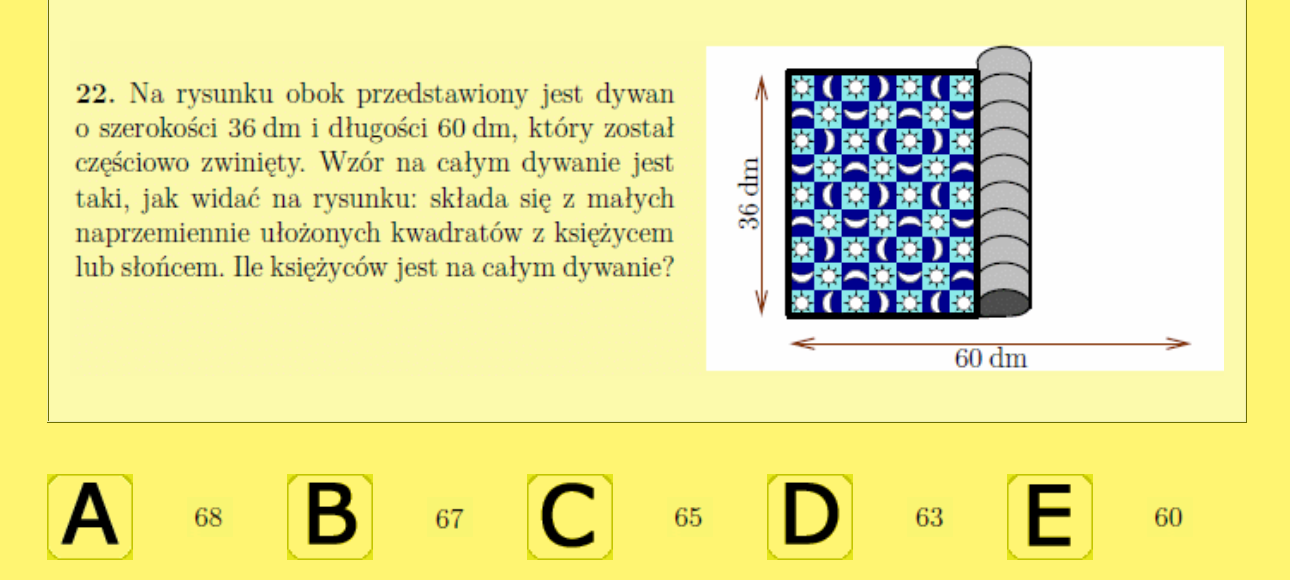 22. Na rysunku obok przedstawiony jest dywan
o szerokości 36 dm i długości 60 dm, który został
częściowo zwinięty. Wzór na całym dywanie jest
taki, jak widać na rysunku: składa się z małych
naprzemiennie ułożonych kwadratów z księżycem
lub słońcem. Ile księżyców jest na całym dywanie?
36 dm
60 dm
A 68 B 67 C 65 D 63 E 60